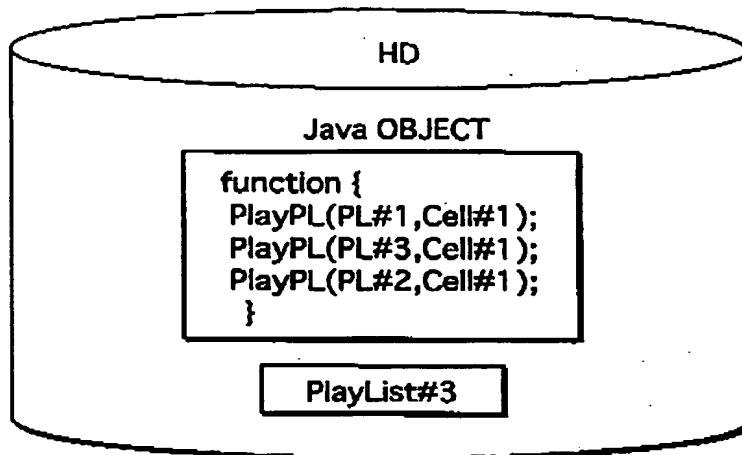 HD
Java OBJECT
function {
PlayPL(PL#1,Cell#1);
PlayPL(PL#3,Cell#1);
PlayPL(PL#2,Cell#1);
}
PlayList#3